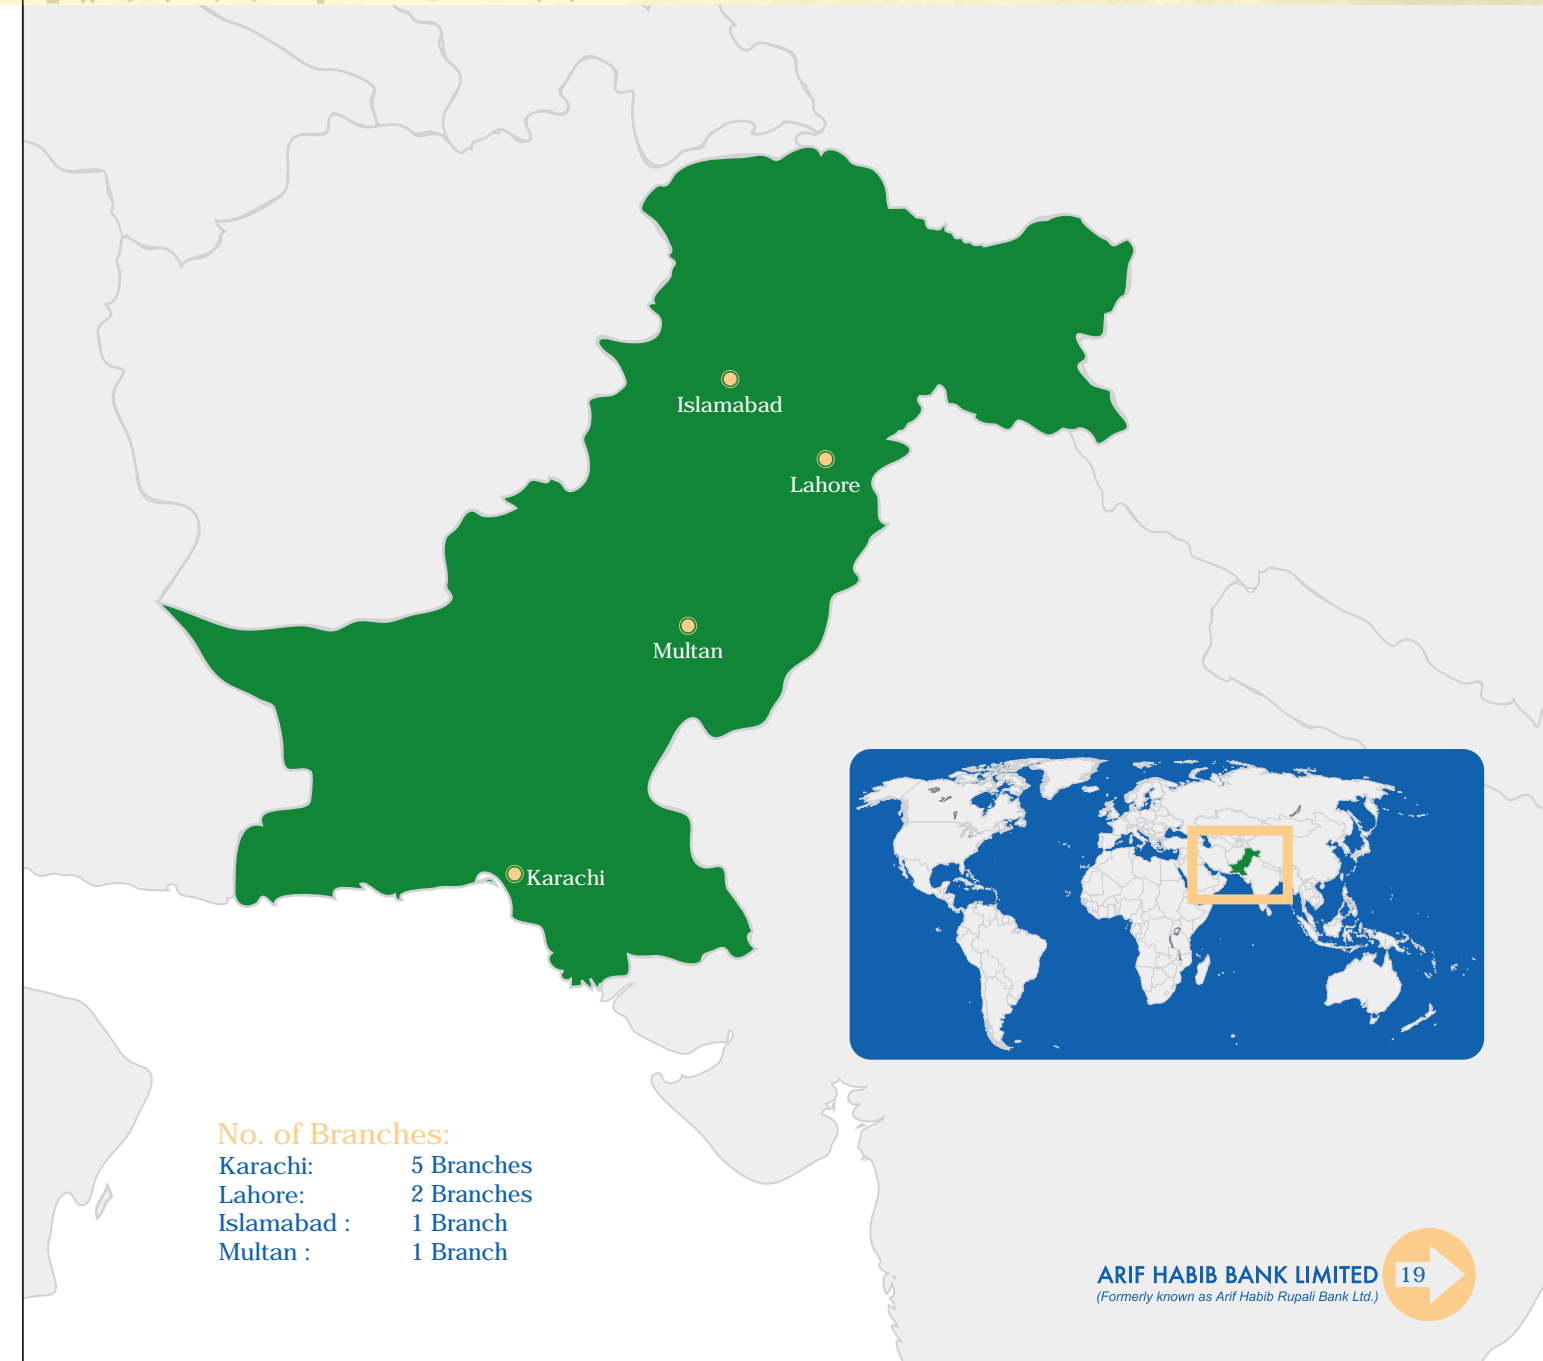 Islamabad
Lahore
Multan
Karachi
No. of Branches:
Karachi: 5 Branches
Lahore: 2 Branches
Islamabad : 1 Branch
Multan : 1 Branch
ARIF HABIB BANK LIMITED 19
(Formerly known as Arif Habib Rupali Bank Ltd.)